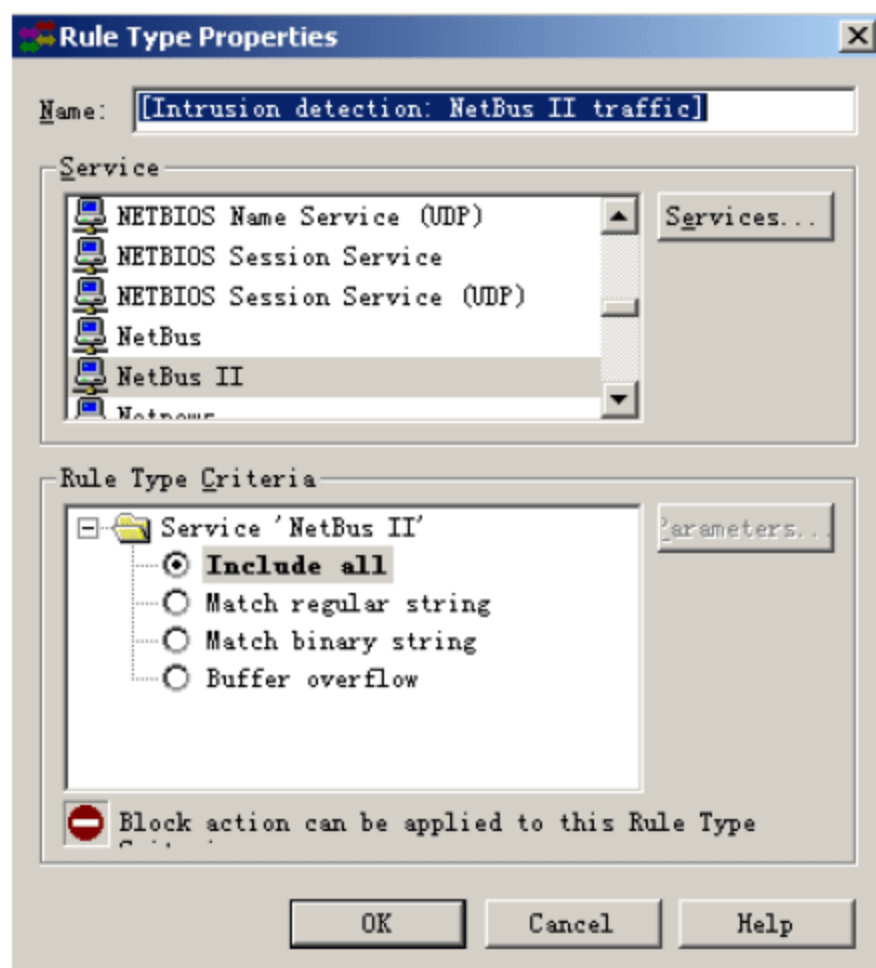 Rule Type Properties
Name: [Intrusion detection: NetBus II traffic]
Service
NETBIOS Name Service (UDP)
Services...
NETBIOS Session Service
NETBIOS Session Service (UDP)
NetBus
NetBus II
Rule Type Criteria
Service 'NetBus II'
Parameters...
Include all
Match regular string
Match binary string
Buffer overflow
Block action can be applied to this Rule Type
OK Cancel Help